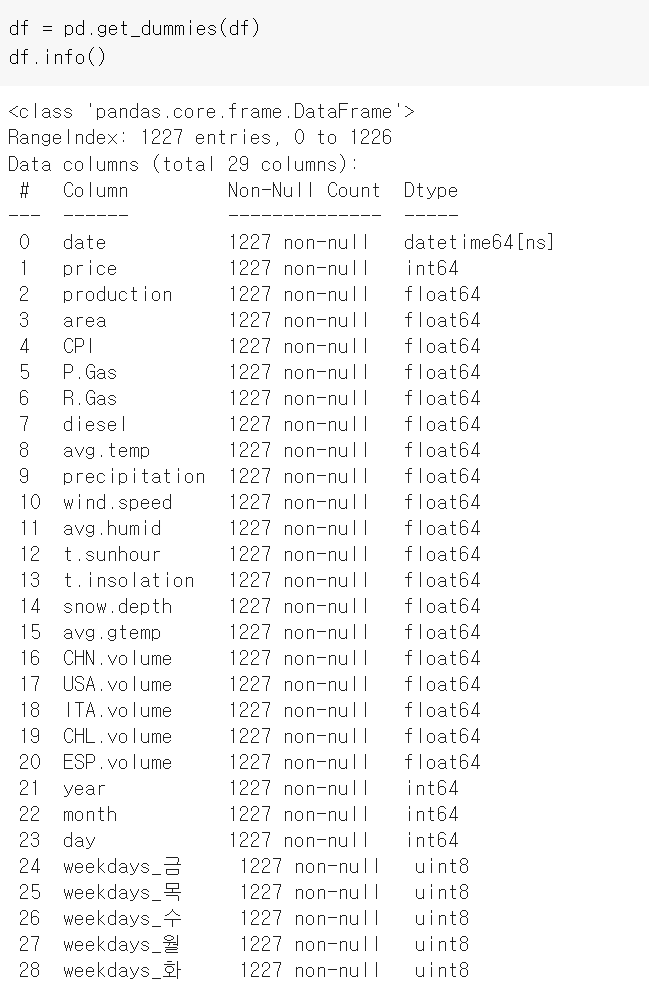 df = pd.get_dummies(df)
df.info()
<class 'pandas.core.frame.DataFrame'>
RangeIndex: 1227 entries, 0 to 1226
Data columns (total 29 columns):
 #   Column         Non-Null Count  Dtype
---  ------         --------------  -----
 0   date           1227 non-null   datetime64[ns]
 1   price          1227 non-null   int64
 2   production     1227 non-null   float64
 3   area           1227 non-null   float64
 4   CPI            1227 non-null   float64
 5   P.Gas          1227 non-null   float64
 6   R.Gas          1227 non-null   float64
 7   diesel         1227 non-null   float64
 8   avg.temp       1227 non-null   float64
 9   precipitation  1227 non-null   float64
 10  wind.speed     1227 non-null   float64
 11  avg.humid      1227 non-null   float64
 12  t.sunhour      1227 non-null   float64
 13  t.insolation   1227 non-null   float64
 14  snow.depth     1227 non-null   float64
 15  avg.gtemp      1227 non-null   float64
 16  CHN.volume     1227 non-null   float64
 17  USA.volume     1227 non-null   float64
 18  ITA.volume     1227 non-null   float64
 19  CHL.volume     1227 non-null   float64
 20  ESP.volume     1227 non-null   float64
 21  year           1227 non-null   int64
 22  month          1227 non-null   int64
 23  day            1227 non-null   int64
 24  weekdays_금     1227 non-null   uint8
 25  weekdays_목     1227 non-null   uint8
 26  weekdays_수     1227 non-null   uint8
 27  weekdays_월     1227 non-null   uint8
 28  weekdays_화     1227 non-null   uint8